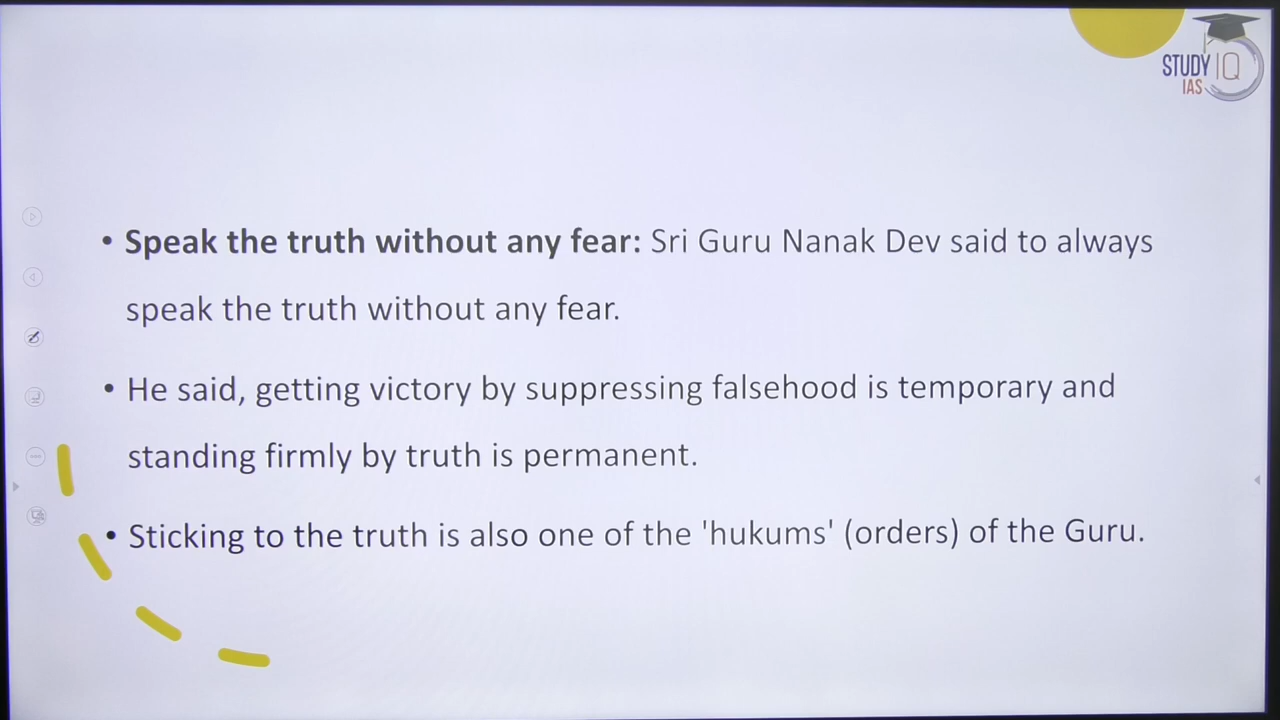 STUDY IQ
IAS
• Speak the truth without any fear: Sri Guru Nanak Dev said to always
speak the truth without any fear.
• He said, getting victory by suppressing falsehood is temporary and
standing firmly by truth is permanent.
• Sticking to the truth is also one of the 'hukums' (orders) of the Guru.